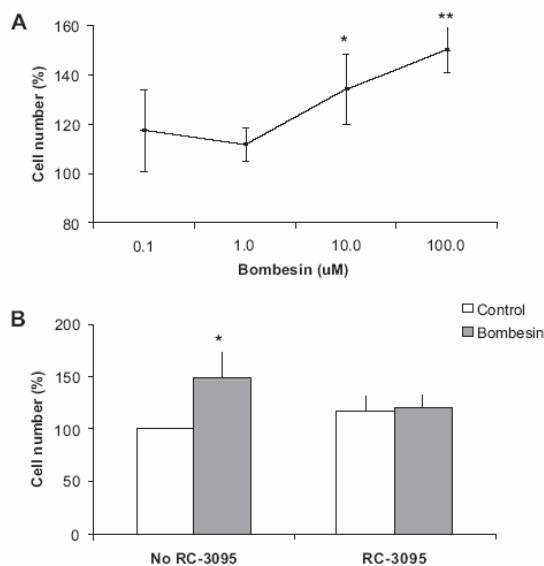 A
160
140
120
100
80
Cell number (%)
*
**
0.1 1.0 10.0 100.0
Bombesin (uM)
B
Control
Bombesin
200
150
100
50
0
Cell number (%)
*
No RC-3095 RC-3095